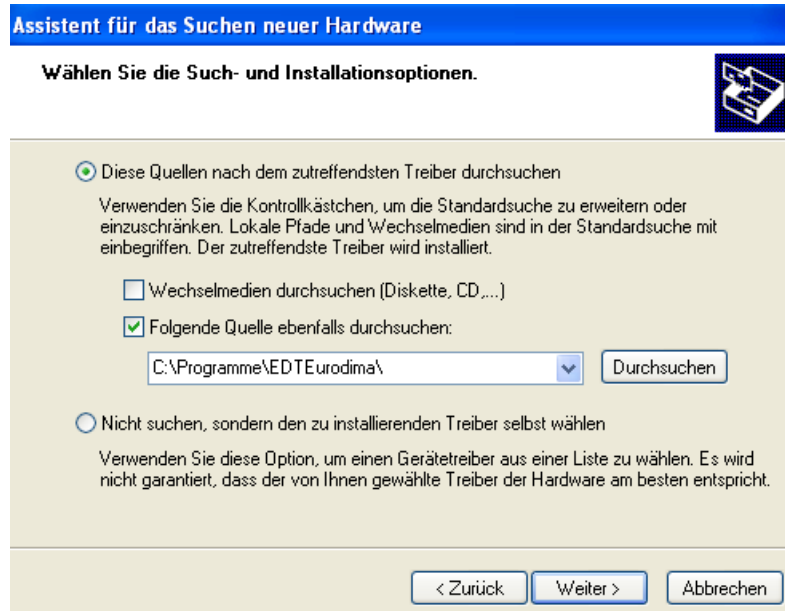 Assistent für das Suchen neuer Hardware
Wählen Sie die Such- und Installationsoptionen.
Diese Quellen nach dem zutreffendsten Treiber durchsuchen
Verwenden Sie die Kontrollkästchen, um die Standardsuche zu erweitern oder
einzuschränken. Lokale Pfade und Wechselmedien sind in der Standardsuche mit
einbegriffen. Der zutreffendste Treiber wird installiert.
Wechselmedien durchsuchen (Diskette, CD,...)
Folgende Quelle ebenfalls durchsuchen:
C:\Programme\EDTEurodima\
Durchsuchen
Nicht suchen, sondern den zu installierenden Treiber selbst wählen
Verwenden Sie diese Option, um einen Gerätetreiber aus einer Liste zu wählen. Es wird
nicht garantiert, dass der von Ihnen gewählte Treiber der Hardware am besten entspricht.
< Zurück Weiter > Abbrechen